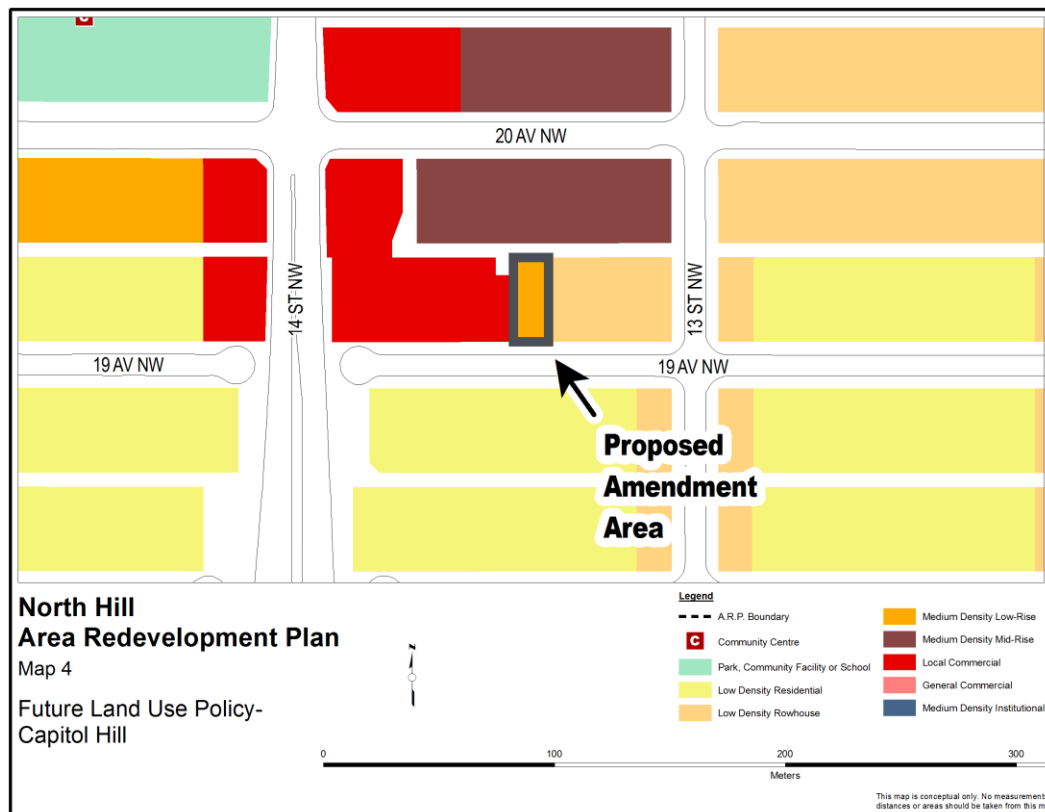 C
20 AV NW
14 ST NW
13 ST NW
19 AV NW
19 AV NW
Proposed
Amendment
Area
North Hill
Area Redevelopment Plan
Map 4
Future Land Use Policy-
Capitol Hill
N
Legend
A.R.P. Boundary
C Community Centre
Park, Community Facility or School
Low Density Residential
Low Density Rowhouse
Medium Density Low-Rise
Medium Density Mid-Rise
Local Commercial
General Commercial
Medium Density Institutional
0 100 200 300
Meters
This map is conceptual only. No measurements
distances or areas should be taken from this m